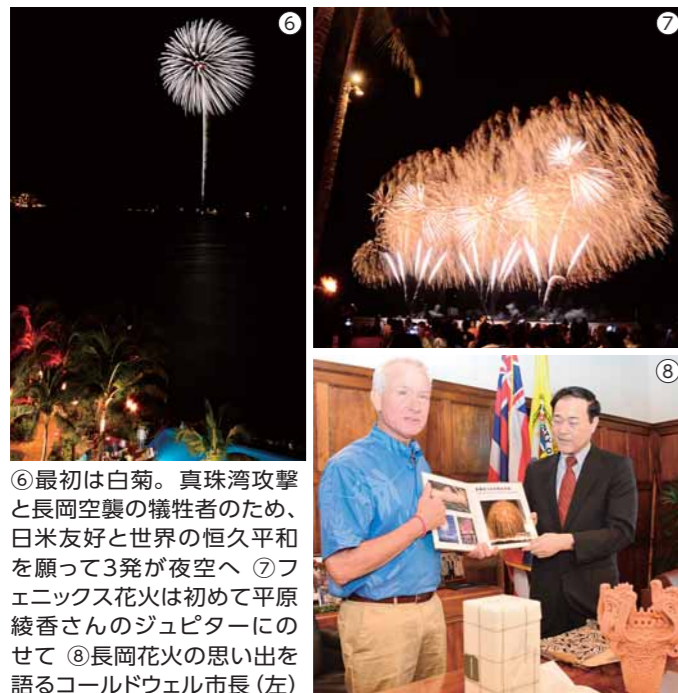 ⑥
⑦
⑧
⑥最初は白菊。真珠湾攻撃
と長岡空襲の犠牲者のため、
日米友好と世界の恒久平和
を願って3発が夜空へ ⑦フ
ェニックス花火は初めて平原
綾香さんのジュピターにの
せて ⑧長岡花火の思い出を
語るコールドウェル市長（左）